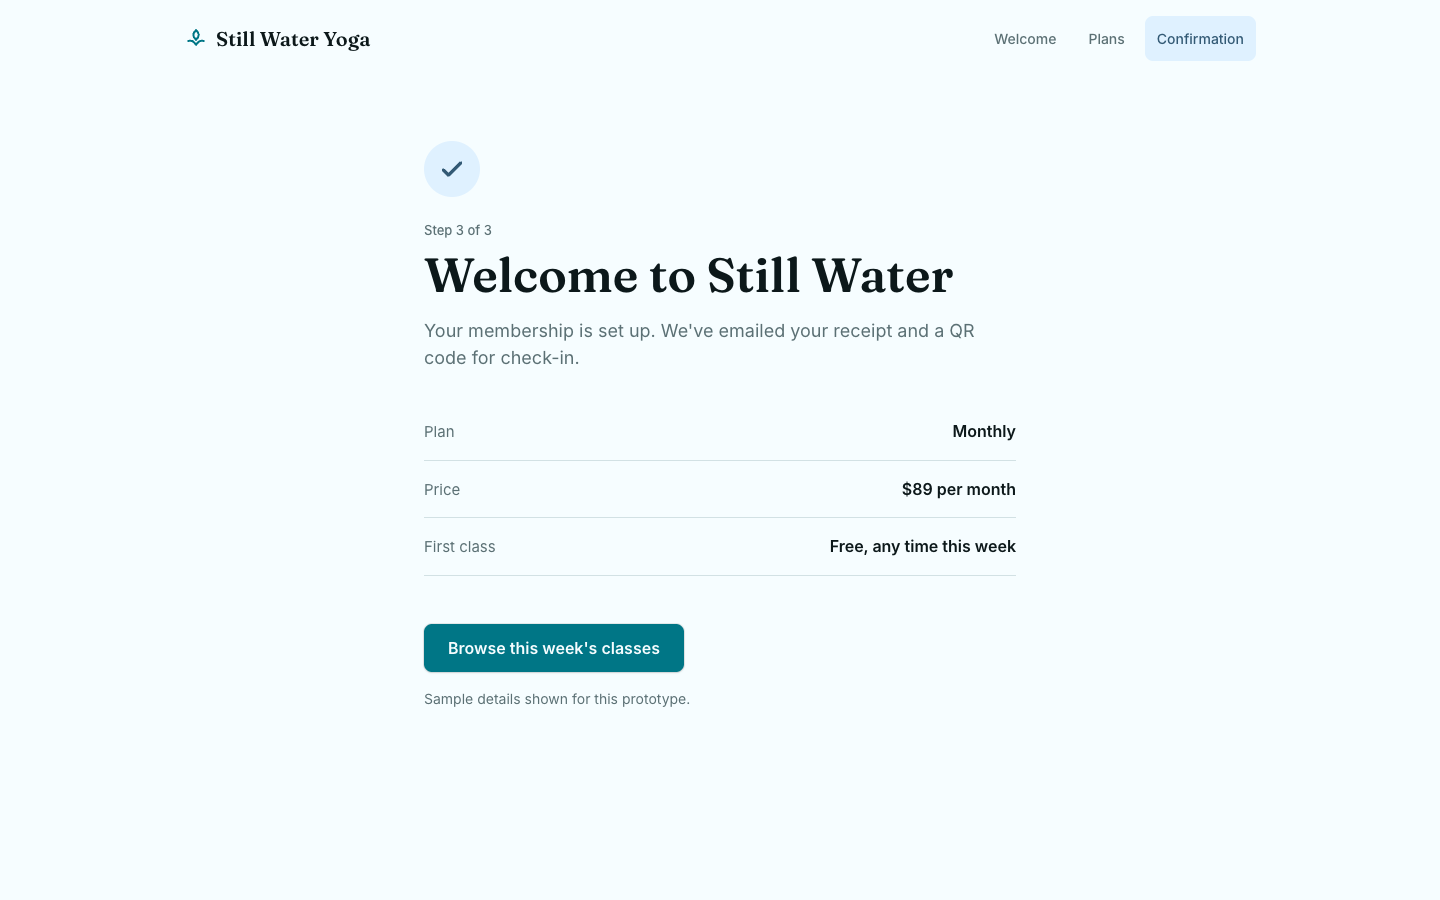 Still Water Yoga
Welcome
Plans
Confirmation
Step 3 of 3
Welcome to Still Water
Your membership is set up. We've emailed your receipt and a QR
code for check-in.
Plan
Monthly
Price
$89 per month
First class
Free, any time this week
Browse this week's classes
Sample details shown for this prototype.